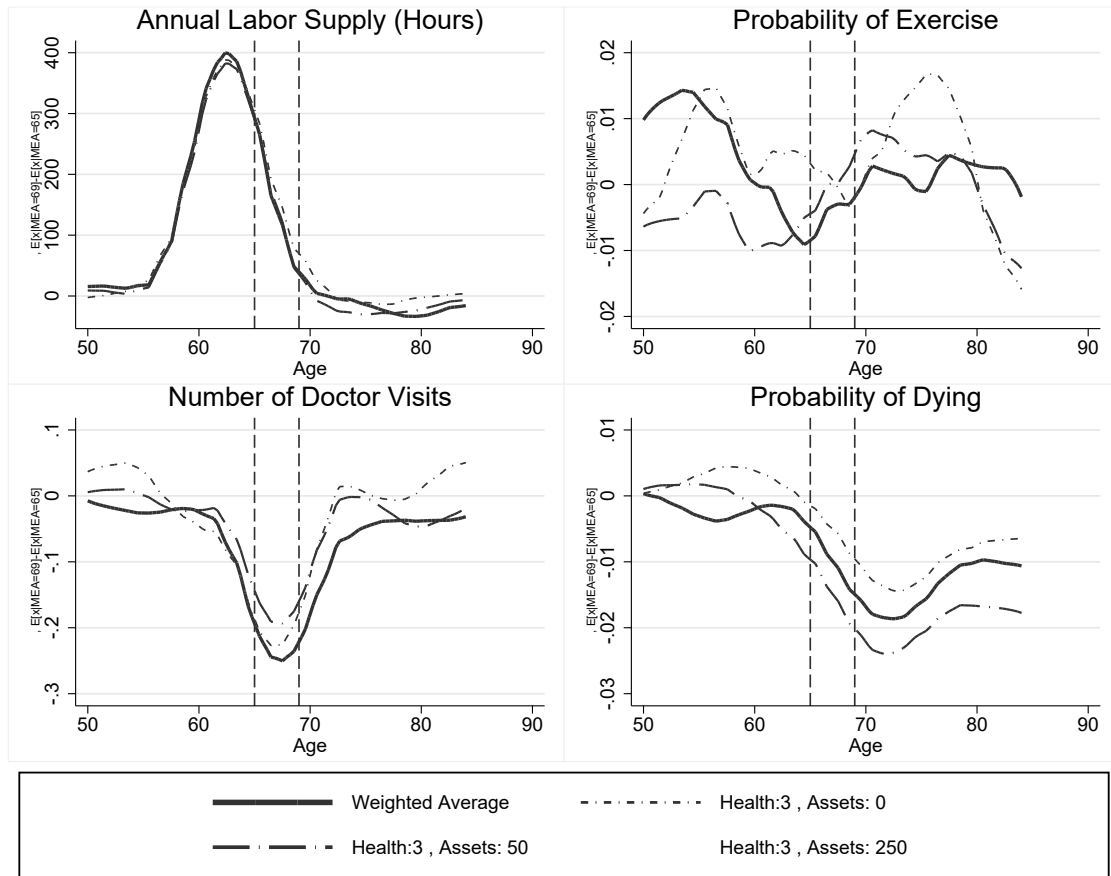 Annual Labor Supply (Hours)
, E[x|MEA=69]-E[x|MEA=65]
400
300
200
100
0
50 60 70 80 90
Age
Probability of Exercise
, E[x|MEA=69]-E[x|MEA=65]
.02
.01
0
-.01
-.02
50 60 70 80 90
Age
Number of Doctor Visits
, E[x|MEA=69]-E[x|MEA=65]
.1
0
-.1
-.2
-.3
50 60 70 80 90
Age
Probability of Dying
, E[x|MEA=69]-E[x|MEA=65]
.01
0
-.01
-.02
-.03
50 60 70 80 90
Age
Weighted Average
Health:3 , Assets: 0
Health:3 , Assets: 50
Health:3 , Assets: 250